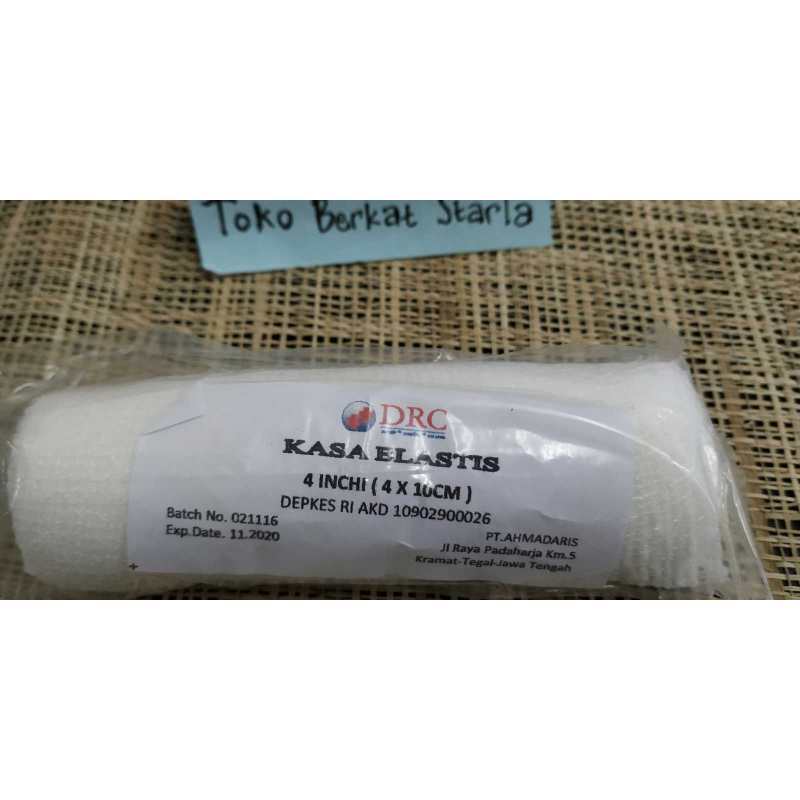 Toko Berkat Starla
DRC
KASA ELASTIS
4 INCHI ( 4 X 10CM )
DEPKES RI AKD 10902900026
Batch No. 021116
Exp.Date. 11.2020
PT.AHMADARIS
Jl Raya Padaharja Km.5
Kramat-Tegal-Jawa Tengah